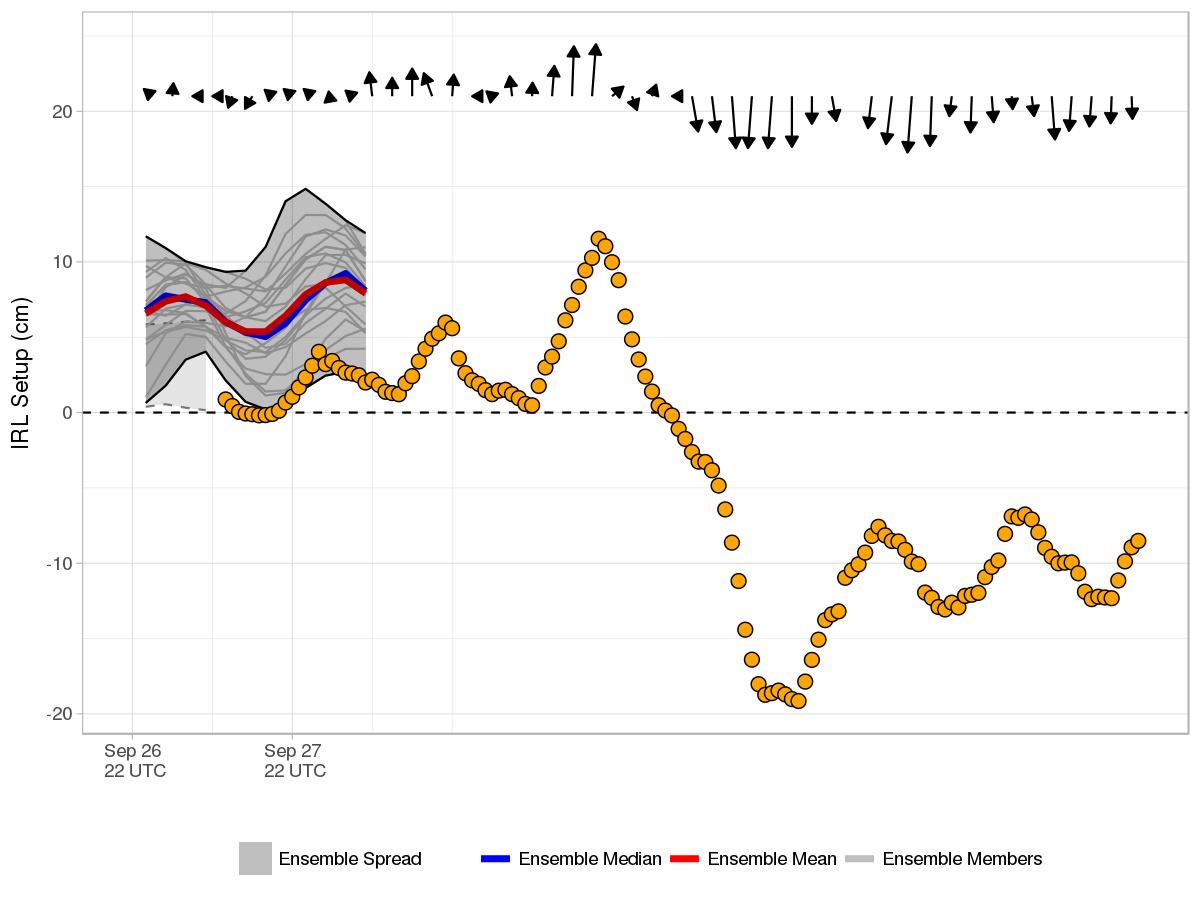 IRL Setup (cm)
20
10
0
-10
-20
Sep 26
22 UTC
Sep 27
22 UTC
Ensemble Spread
Ensemble Median
Ensemble Mean
Ensemble Members